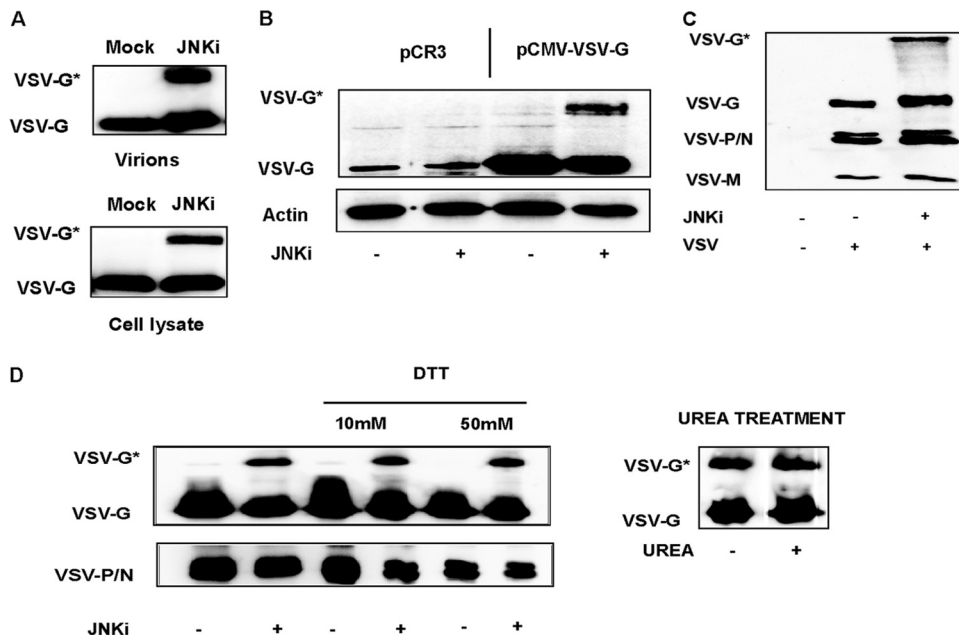 A
Mock JNKi
VSV-G*
VSV-G
Virions
Mock JNKi
VSV-G*
VSV-G
Cell lysate
B
pCR3 pCMV-VSV-G
VSV-G*
VSV-G
Actin
JNKi - + - +
C
VSV-G*
VSV-G
VSV-P/N
VSV-M
JNKi - - +
VSV - + +
D
DTT
10mM 50mM
VSV-G*
VSV-G
VSV-P/N
JNKi - + - + - +
UREA TREATMENT
VSV-G*
VSV-G
UREA - +